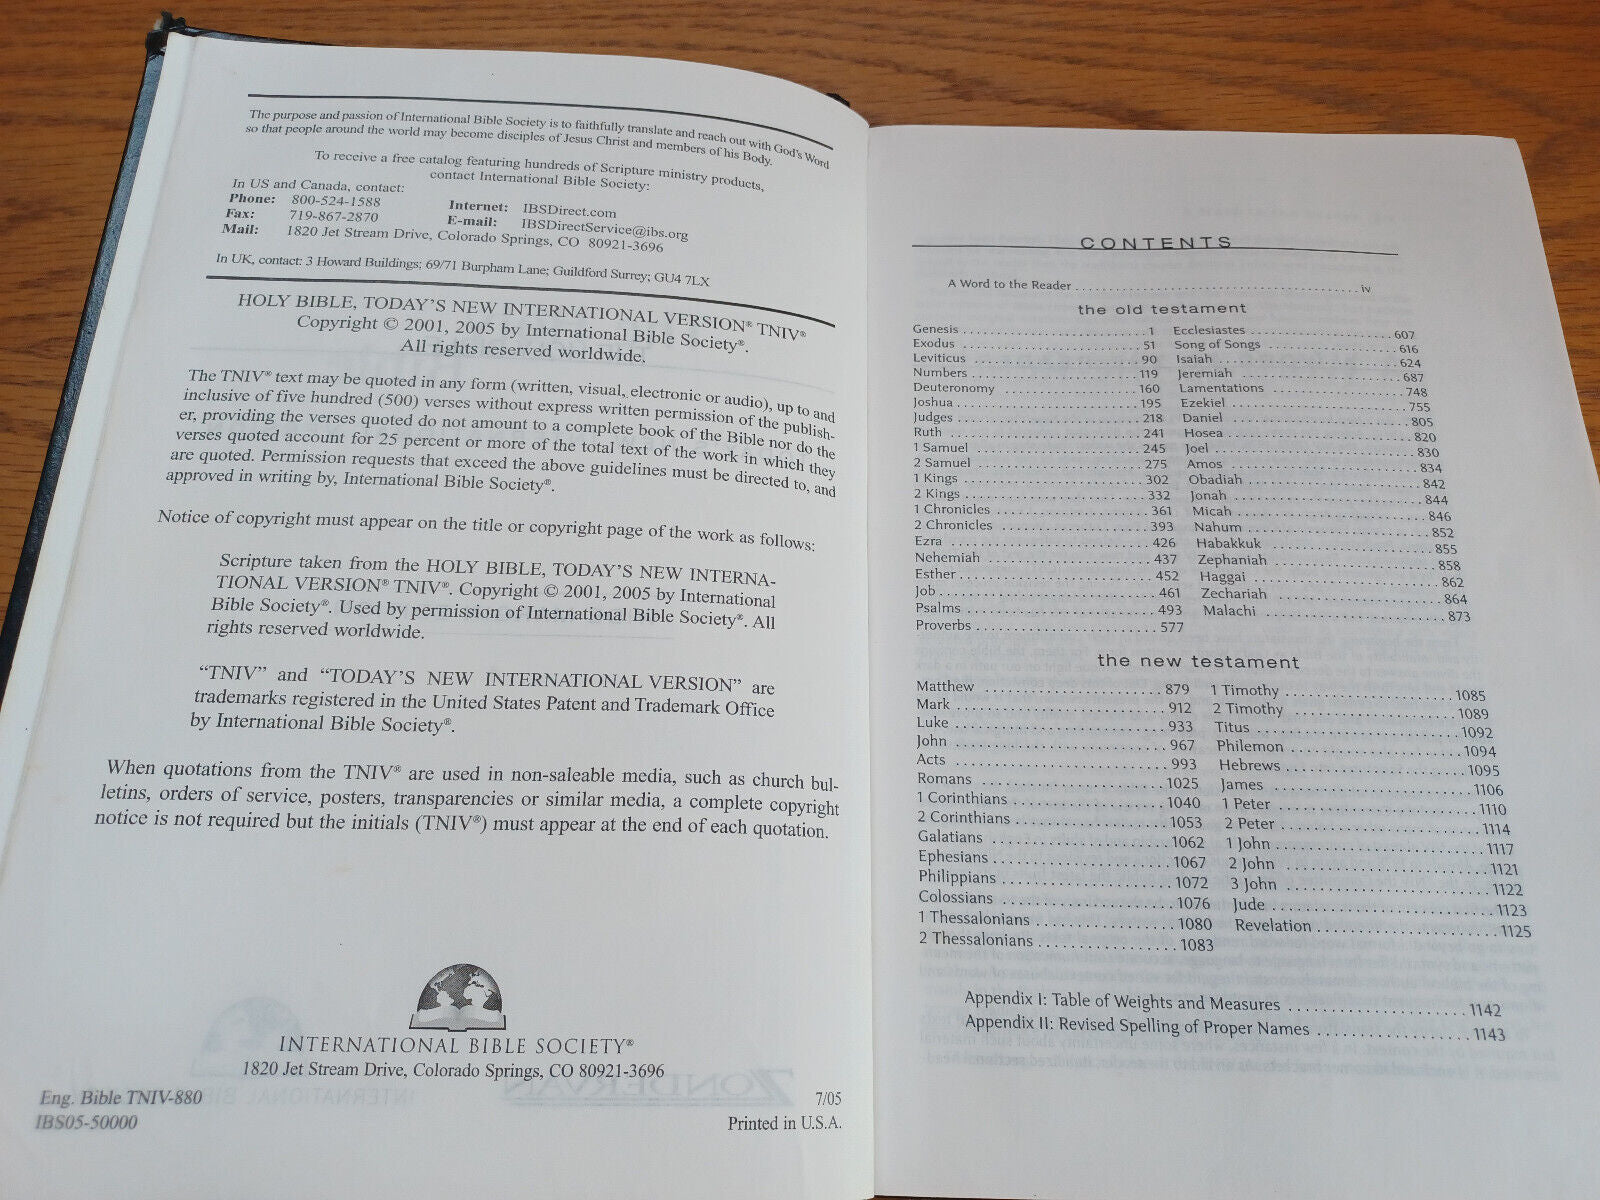 The purpose and passion of International Bible Society is to faithfully translate and reach out with God's Word
so that people around the world may become disciples of Jesus Christ and members of his Body.
To receive a free catalog featuring hundreds of Scripture ministry products,
contact International Bible Society:
In US and Canada, contact:
Phone: 800-524-1588 Internet: IBSDirect.com
Fax: 719-867-2870 E-mail: IBSDirectService@ibs.org
Mail: 1820 Jet Stream Drive, Colorado Springs, CO 80921-3696
In UK, contact: 3 Howard Buildings; 69/71 Burpham Lane; Guildford Surrey; GU4 7LX
HOLY BIBLE, TODAY'S NEW INTERNATIONAL VERSION® TNIV®
Copyright © 2001, 2005 by International Bible Society®.
All rights reserved worldwide.
The TNIV® text may be quoted in any form (written, visual, electronic or audio), up to and
inclusive of five hundred (500) verses without express written permission of the publish-
er, providing the verses quoted do not amount to a complete book of the Bible nor do the
verses quoted account for 25 percent or more of the total text of the work in which they
are quoted. Permission requests that exceed the above guidelines must be directed to, and
approved in writing by, International Bible Society®.
Notice of copyright must appear on the title or copyright page of the work as follows:
Scripture taken from the HOLY BIBLE, TODAY'S NEW INTERNA-
TIONAL VERSION® TNIV®. Copyright © 2001, 2005 by International
Bible Society®. Used by permission of International Bible Society®. All
rights reserved worldwide.
“TNIV” and “TODAY'S NEW INTERNATIONAL VERSION” are
trademarks registered in the United States Patent and Trademark Office
by International Bible Society®.
When quotations from the TNIV® are used in non-saleable media, such as church bul-
letins, orders of service, posters, transparencies or similar media, a complete copyright
notice is not required but the initials (TNIV®) must appear at the end of each quotation.
INTERNATIONAL BIBLE SOCIETY®
1820 Jet Stream Drive, Colorado Springs, CO 80921-3696
Eng. Bible TNIV-880 7/05
IBS05-50000 Printed in U.S.A.
CONTENTS
A Word to the Reader iv
the old testament
Genesis 1
Exodus 51
Leviticus 90
Numbers 119
Deuteronomy 160
Joshua 195
Judges 218
Ruth 241
1 Samuel 245
2 Samuel 275
1 Kings 302
2 Kings 332
1 Chronicles 361
2 Chronicles 393
Ezra 426
Nehemiah 437
Esther 452
Job 461
Psalms 493
Proverbs 577
Ecclesiastes 607
Song of Songs 616
Isaiah 624
Jeremiah 687
Lamentations 748
Ezekiel 755
Daniel 805
Hosea 820
Joel 830
Amos 834
Obadiah 842
Jonah 844
Micah 846
Nahum 852
Habakkuk 855
Zephaniah 858
Haggai 862
Zechariah 864
Malachi 873
the new testament
Matthew 879
Mark 912
Luke 933
John 967
Acts 993
Romans 1025
1 Corinthians 1040
2 Corinthians 1053
Galatians 1062
Ephesians 1067
Philippians 1072
Colossians 1076
1 Thessalonians 1080
2 Thessalonians 1083
1 Timothy 1085
2 Timothy 1089
Titus 1092
Philemon 1094
Hebrews 1095
James 1106
1 Peter 1110
2 Peter 1114
1 John 1117
2 John 1121
3 John 1122
Jude 1123
Revelation 1125
Appendix I: Table of Weights and Measures 1142
Appendix II: Revised Spelling of Proper Names 1143